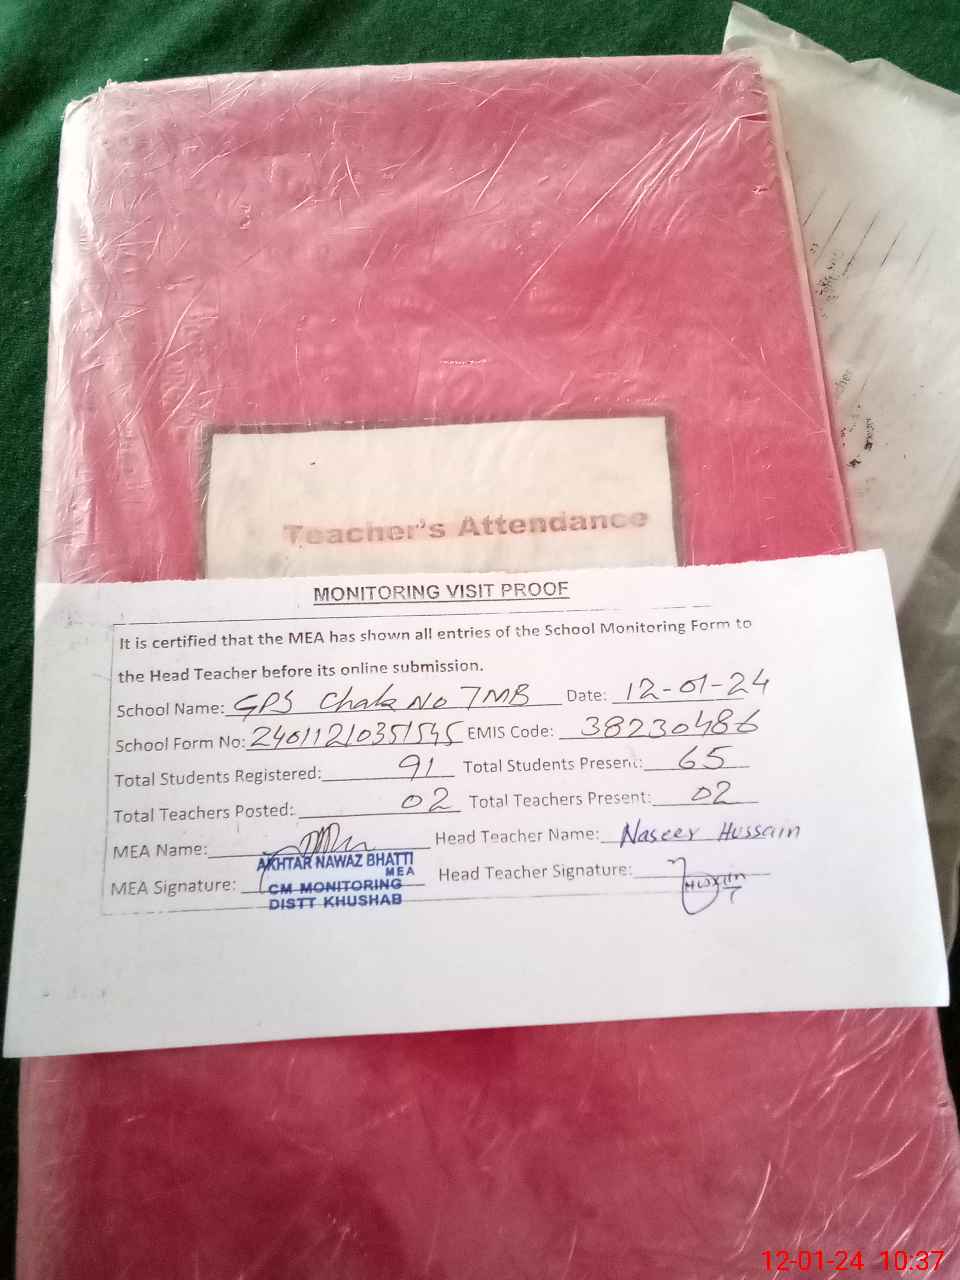 Teacher's Attendance
MONITORING VISIT PROOF
It is certified that the MEA has shown all entries of the School Monitoring Form to
the Head Teacher before its online submission.
School Name: GPS Chak No 7MB Date: 12-01-24
School Form No: 24011210351545 EMIS Code: 38230486
Total Students Registered: 91 Total Students Present: 65
Total Teachers Posted: 02 Total Teachers Present: 02
MEA Name: Head Teacher Name: Naseer Hussain
AKHTAR NAWAZ BHATTI
MEA
MEA Signature: Head Teacher Signature:
CM MONITORING
DISTT KHUSHAB
12-01-24 10:37